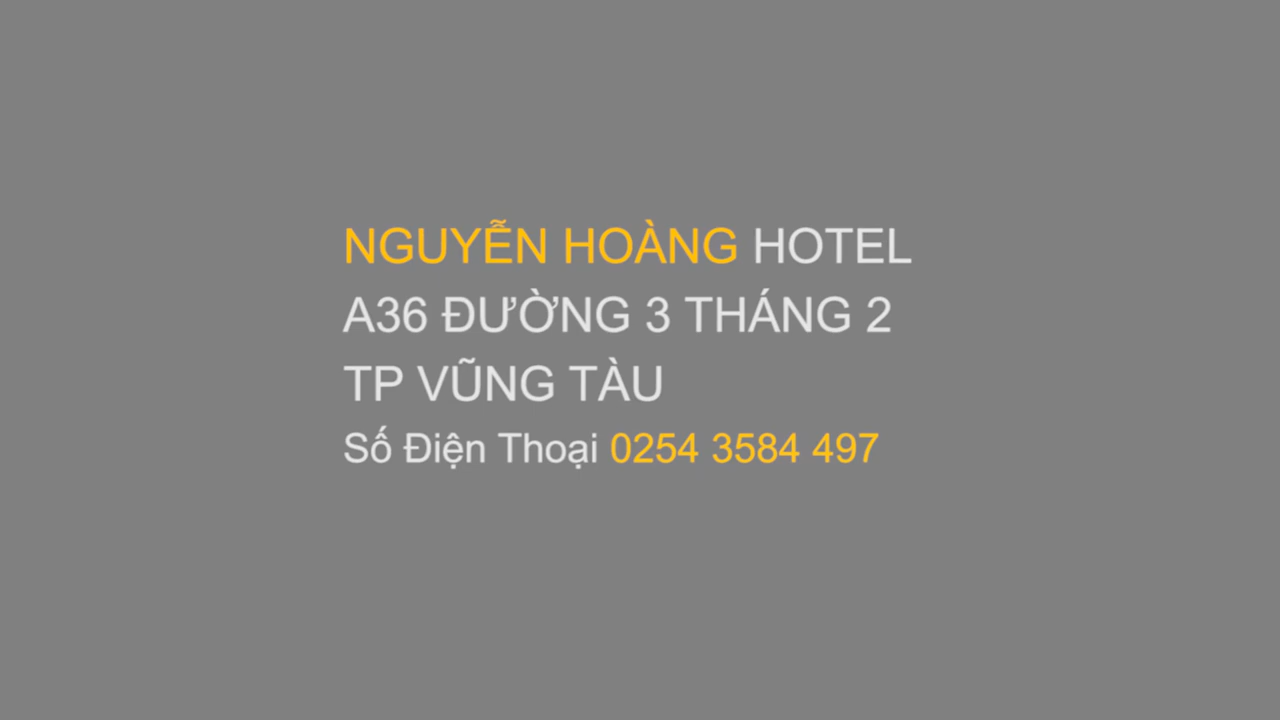 NGUYỄN HOÀNG HOTEL
A36 ĐƯỜNG 3 THÁNG 2
TP VŨNG TÀU
Số Điện Thoại 0254 3584 497